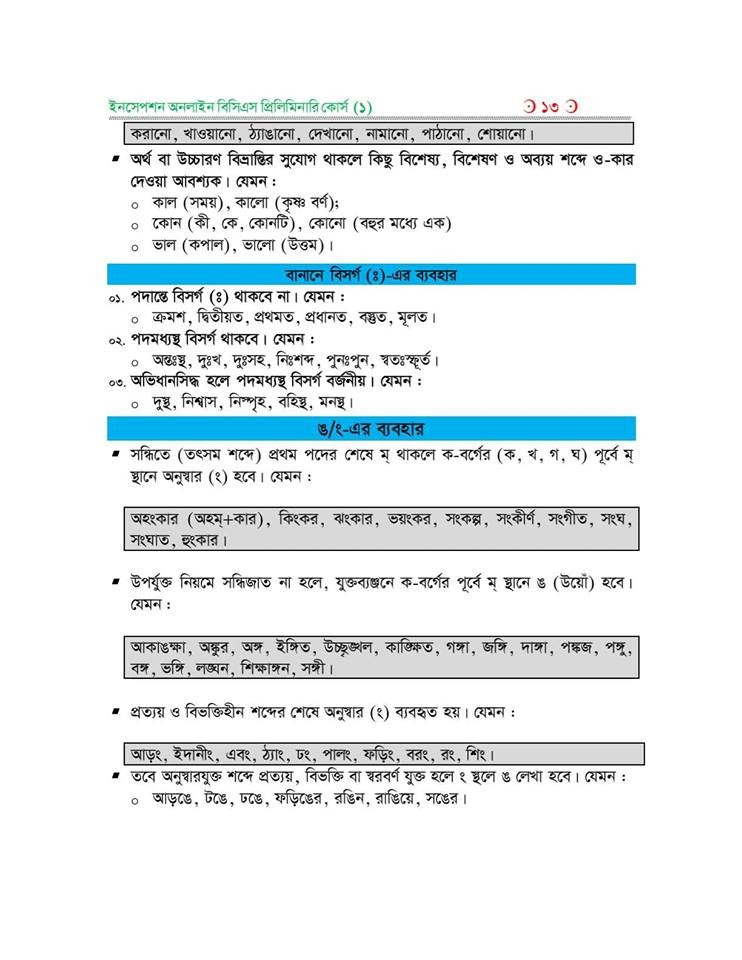 ইনসেপশন অনলাইন বিসিএস প্রিলিমিনারি কোর্স (১) ১৩
করানো, খাওয়ানো, ঠ্যাঙানো, দেখানো, নামানো, পাঠানো, শোয়ানো।
অর্থ বা উচ্চারণ বিভ্রান্তির সুযোগ থাকলে কিছু বিশেষ্য, বিশেষণ ও অব্যয় শব্দে ও-কার
দেওয়া আবশ্যক। যেমন :
o কাল (সময়), কালো (কৃষ্ণ বর্ণ);
o কোন (কী, কে, কোনটি), কোনো (বহুর মধ্যে এক)
o ভাল (কপাল), ভালো (উত্তম)।
বানানে বিসর্গ (ঃ)-এর ব্যবহার
০১. পদান্তে বিসর্গ (ঃ) থাকবে না। যেমন :
o ক্রমশ, দ্বিতীয়ত, প্রথমত, প্রধানত, বস্তুত, মূলত।
০২. পদমধ্যস্থ বিসর্গ থাকবে। যেমন :
o অন্তঃস্থ, দুঃখ, দুঃসহ, নিঃশব্দ, পুনঃপুন, স্বতঃস্ফূর্ত।
০৩. অভিধানসিদ্ধ হলে পদমধ্যস্থ বিসর্গ বর্জনীয়। যেমন :
o দুস্থ, নিশ্বাস, নিস্পৃহ, বহিস্থ, মনস্থ।
ঙ/ং-এর ব্যবহার
সন্ধিতে (তৎসম শব্দে) প্রথম পদের শেষে ম্ থাকলে ক-বর্গের (ক, খ, গ, ঘ) পূর্বে ম্
স্থানে অনুস্বার (ং) হবে। যেমন :
অহংকার (অহম্+কার), কিংকর, ঝংকার, ভয়ংকর, সংকল্প, সংকীর্ণ, সংগীত, সংঘ,
সংঘাত, হুংকার।
উপর্যুক্ত নিয়মে সন্ধিজাত না হলে, যুক্তব্যঞ্জনে ক-বর্গের পূর্বে ম্ স্থানে ঙ (উয়োঁ) হবে।
যেমন :
আকাঙক্ষা, অঙ্কুর, অঙ্গ, ইঙ্গিত, উচ্ছৃঙ্খল, কাঙ্ক্ষিত, গঙ্গা, জঙ্গি, দাঙ্গা, পঙ্কজ, পঙ্গু,
বঙ্গ, ভঙ্গি, লঙ্ঘন, শিক্ষাঙ্গন, সঙ্গী।
প্রত্যয় ও বিভক্তিহীন শব্দের শেষে অনুস্বার (ং) ব্যবহৃত হয়। যেমন :
আড়ং, ইদানীং, এবং, ঠ্যাং, ঢং, পালং, ফড়িং, বরং, রং, শিং।
তবে অনুস্বারযুক্ত শব্দে প্রত্যয়, বিভক্তি বা স্বরবর্ণ যুক্ত হলে ং স্থলে ঙ লেখা হবে। যেমন :
o আড়ঙে, টঙে, ঢঙে, ফড়িঙের, রঙিন, রাঙিয়ে, সঙের।